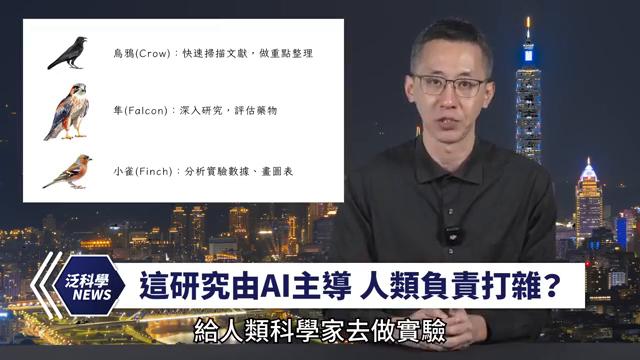 烏鴉(Crow)：快速掃描文獻，做重點整理
隼(Falcon)：深入研究，評估藥物
小雀(Finch)：分析實驗數據、畫圖表
泛科學
NEWS
這研究由AI主導 人類負責打雜？
給人類科學家去做實驗